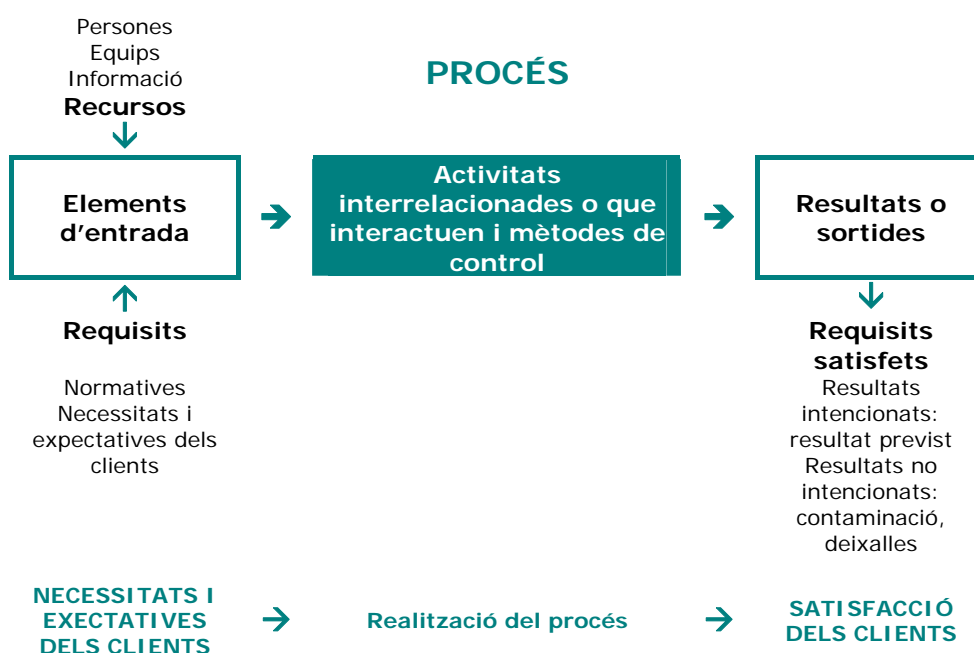 Persones
Equips
Informació
Recursos
PROCÉS
Elements
d'entrada
Activitats
interrelacionades o que
interactuen i mètodes de
control
Resultats o
sortides
Requisits
Normatives
Necessitats i
expectatives dels
clients
Requisits
satisfets
Resultats
intencionats:
resultat previst
Resultats no
intencionats:
contaminació,
deixalles
NECESSITATS I
EXECTATIVES
DELS CLIENTS
Realització del procés
SATISFACCIÓ
DELS CLIENTS